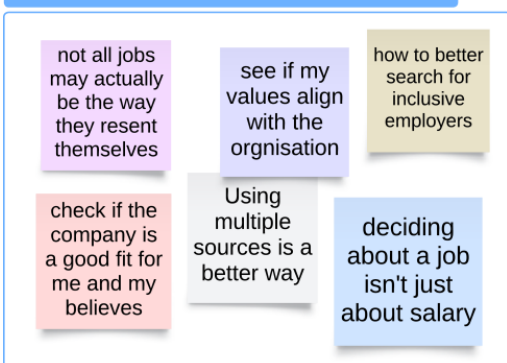 not all jobs
may actually
be the way
they resent
themselves
see if my
values align
with the
orgnisation
how to better
search for
inclusive
employers
check if the
company is
a good fit for
me and my
believes
Using
multiple
sources is a
better way
deciding
about a job
isn't just
about salary